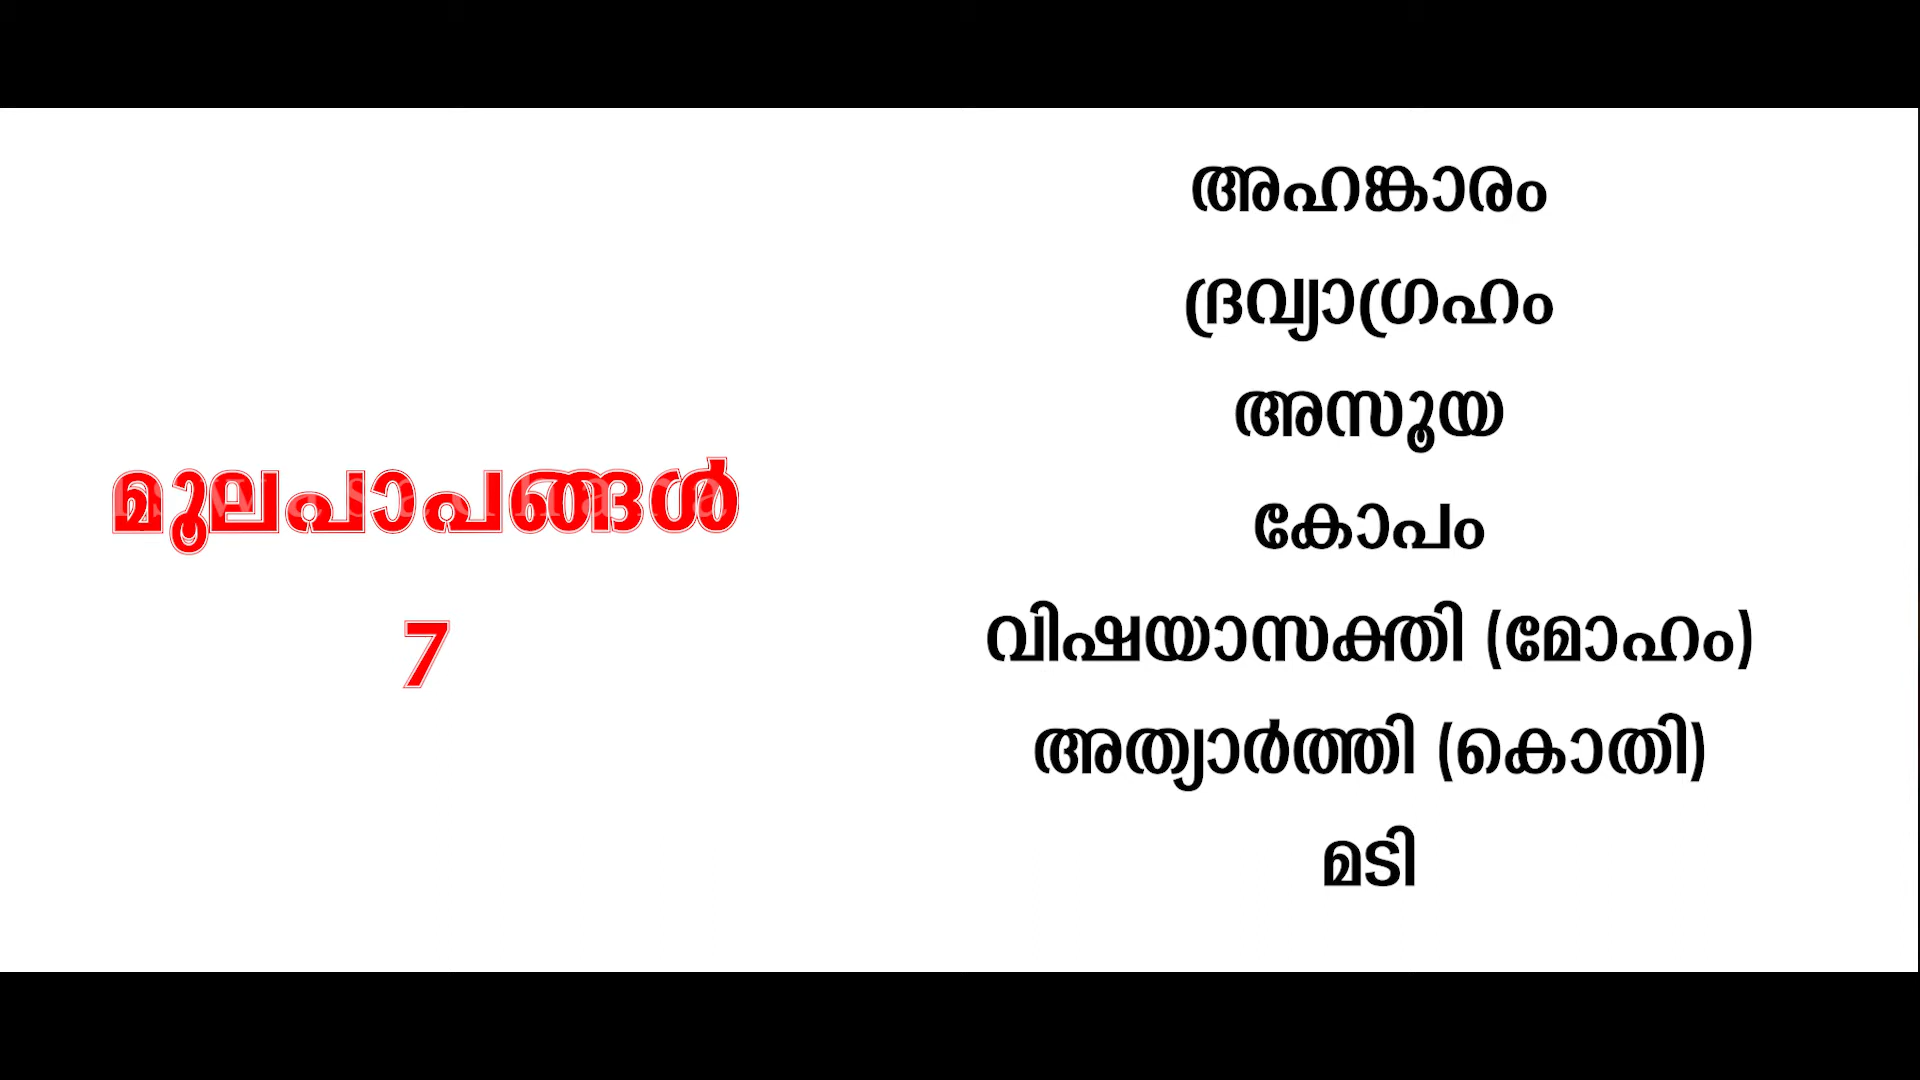 മൂലപാപങ്ങൾ
7
അഹങ്കാരം
ദ്രവ്യാഗ്രഹം
അസൂയ
കോപം
വിഷയാസക്തി (മോഹം)
അത്യാർത്തി (കൊതി)
മടി